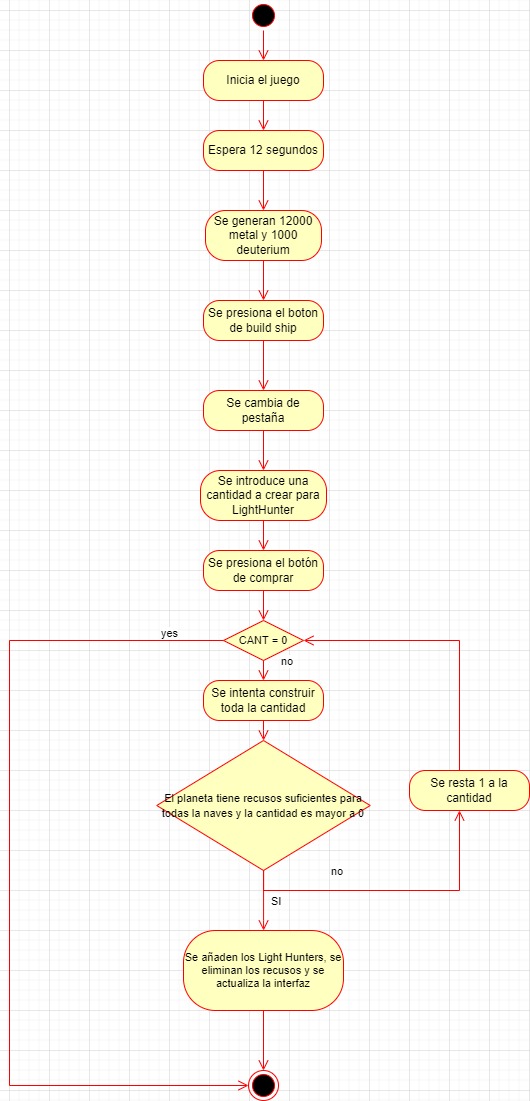 Inicia el juego
Espera 12 segundos
Se generan 12000
metal y 1000
deuterium
Se presiona el boton
de build ship
Se cambia de
pestaña
Se introduce una
cantidad a crear para
LightHunter
Se presiona el botón
de comprar
yes
CANT = 0
no
Se intenta construir
toda la cantidad
El planeta tiene recusos suficientes para
todas la naves y la cantidad es mayor a 0
Se resta 1 a la
cantidad
no
SI
Se añaden los Light Hunters, se
eliminan los recusos y se
actualiza la interfaz